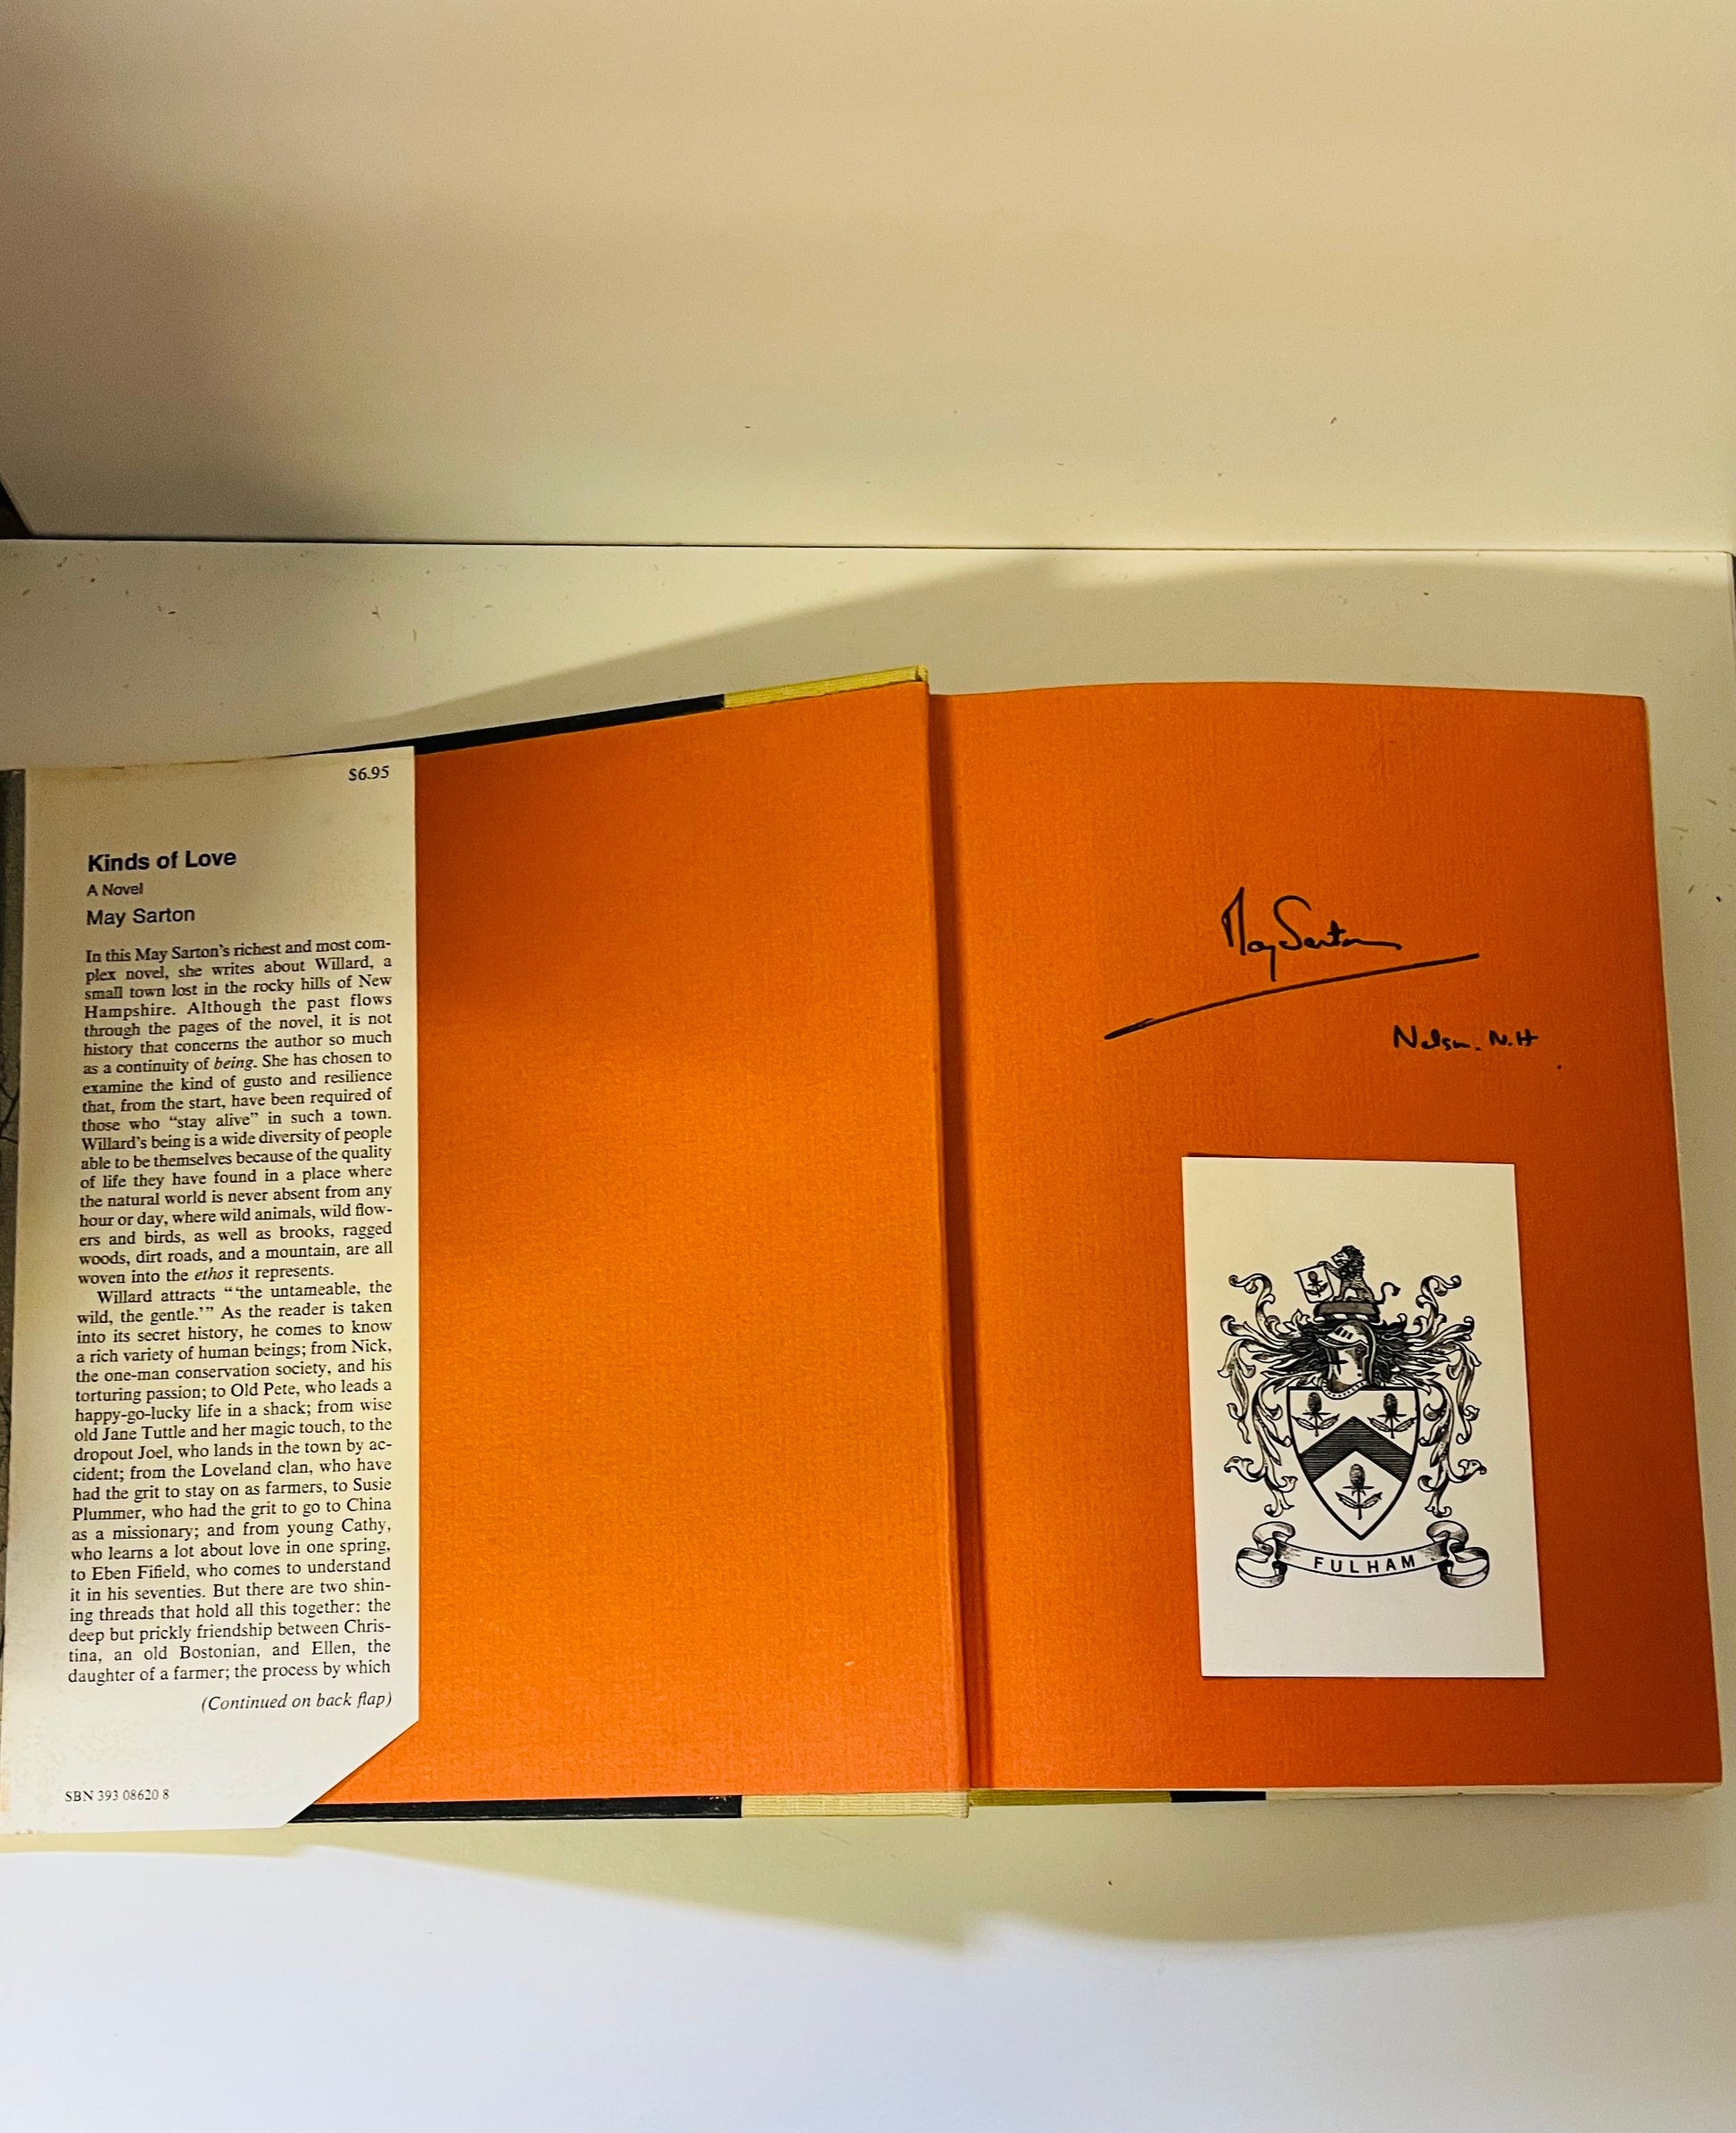 $6.95
Kinds of Love
A Novel
May Sarton
In this May Sarton's richest and most com-
plex novel, she writes about Willard, a
small town lost in the rocky hills of New
Hampshire. Although the past flows
through the pages of the novel, it is not
history that concerns the author so much
as a continuity of being. She has chosen to
examine the kind of gusto and resilience
that, from the start, have been required of
those who “stay alive” in such a town.
Willard's being is a wide diversity of people
able to be themselves because of the quality
of life they have found in a place where
the natural world is never absent from any
hour or day, where wild animals, wild flow-
ers and birds, as well as brooks, ragged
woods, dirt roads, and a mountain, are all
woven into the ethos it represents.
Willard attracts “‘the untameable, the
wild, the gentle.’” As the reader is taken
into its secret history, he comes to know
a rich variety of human beings; from Nick,
the one-man conservation society, and his
torturing passion; to Old Pete, who leads a
happy-go-lucky life in a shack; from wise
old Jane Tuttle and her magic touch, to the
dropout Joel, who lands in the town by ac-
cident; from the Loveland clan, who have
had the grit to stay on as farmers, to Susie
Plummer, who had the grit to go to China
as a missionary; and from young Cathy,
who learns a lot about love in one spring,
to Eben Fifield, who comes to understand
it in his seventies. But there are two shin-
ing threads that hold all this together: the
deep but prickly friendship between Chris-
tina, an old Bostonian, and Ellen, the
daughter of a farmer; the process by which
(Continued on back flap)
SBN 393 08620 8
May Sarton
Nelson. N.H
FULHAM